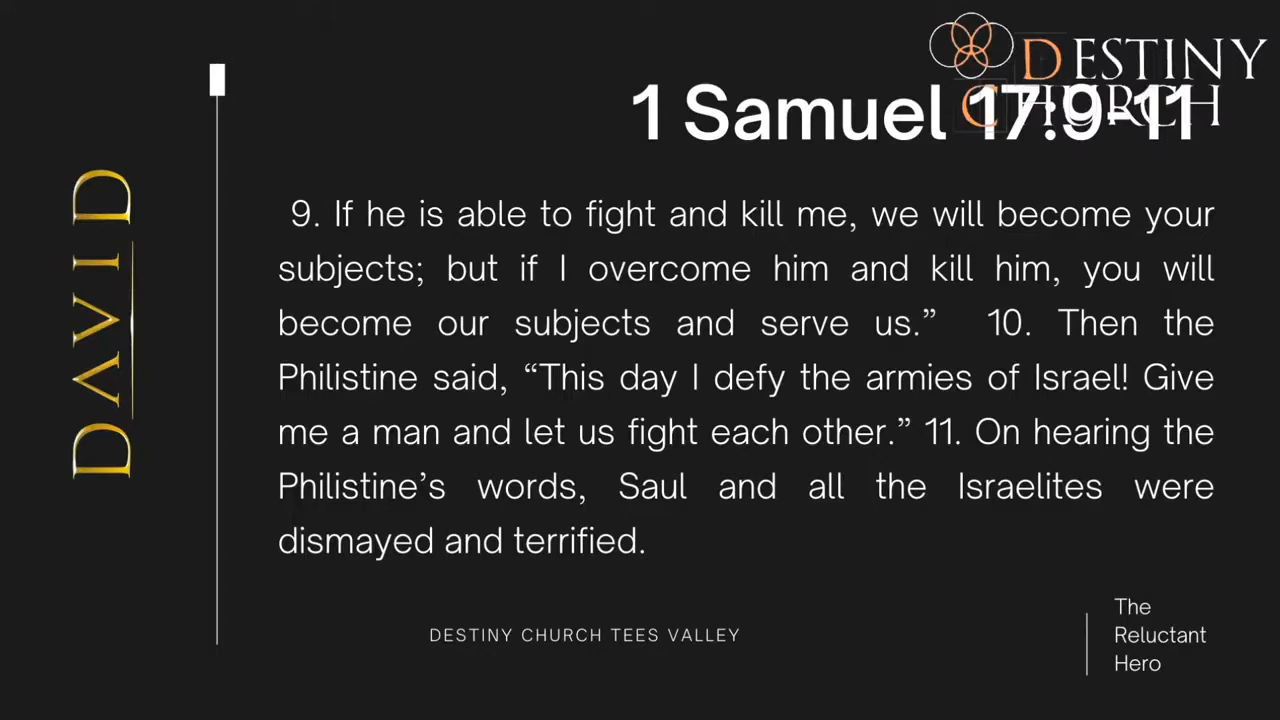 DESTINY
CHURCH
1 Samuel 17:9-11
DAVID
9. If he is able to fight and kill me, we will become your
subjects; but if I overcome him and kill him, you will
become our subjects and serve us.” 10. Then the
Philistine said, “This day I defy the armies of Israel! Give
me a man and let us fight each other.” 11. On hearing the
Philistine’s words, Saul and all the Israelites were
dismayed and terrified.
DESTINY CHURCH TEES VALLEY
The
Reluctant
Hero